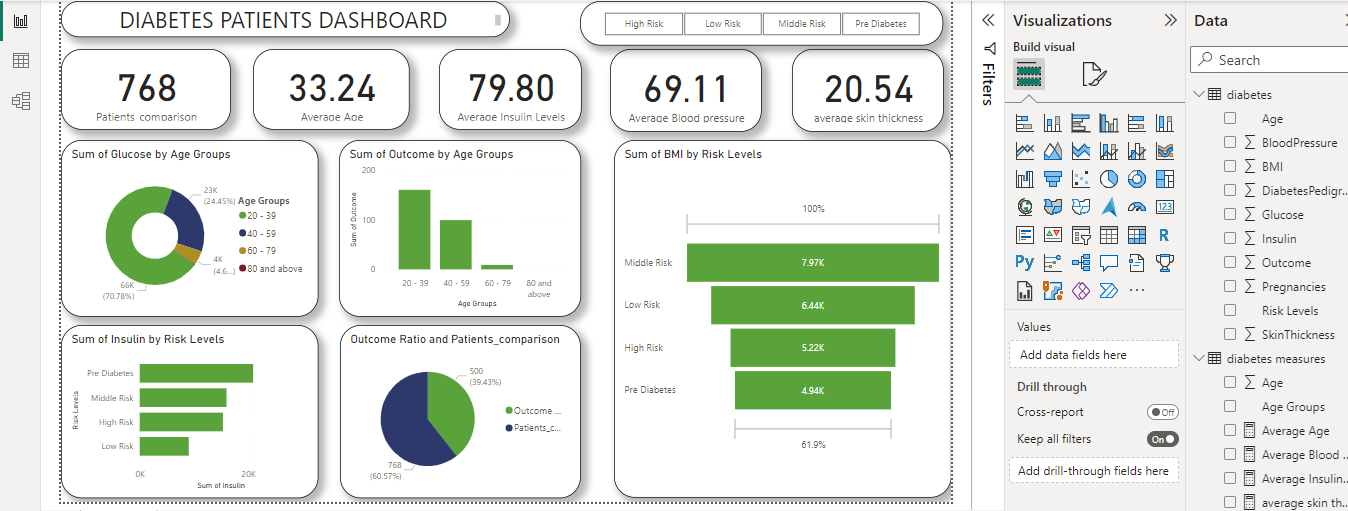 DIABETES PATIENTS DASHBOARD
High Risk
Low Risk
Middle Risk
Pre Diabetes
768
Patients_comparison
33.24
Average Age
79.80
Average Insulin Levels
69.11
Average Blood pressure
20.54
average skin thickness
Sum of Glucose by Age Groups
23K
(24.45%)
4K
(4.6...)
66K
(70.78%)
Age Groups
20 - 39
40 - 59
60 - 79
80 and above
Sum of Outcome by Age Groups
Sum of Outcome
200
100
0
20 - 39
40 - 59
60 - 79
80 and
above
Age Groups
Sum of BMI by Risk Levels
100%
Middle Risk
7.97K
Low Risk
6.44K
High Risk
5.22K
Pre Diabetes
4.94K
61.9%
Sum of Insulin by Risk Levels
Risk Levels
Pre Diabetes
Middle Risk
High Risk
Low Risk
0K
20K
Sum of Insulin
Outcome Ratio and Patients_comparison
500
(39.43%)
768
(60.57%)
Outcome ...
Patients_c...
Filters
Visualizations
Build visual
123
R
Py
...
Values
Add data fields here
Drill through
Cross-report
Off
Keep all filters
On
Add drill-through fields here
Data
Search
diabetes
Age
BloodPressure
BMI
DiabetesPedigr...
Glucose
Insulin
Outcome
Pregnancies
Risk Levels
SkinThickness
diabetes measures
Age
Age Groups
Average Age
Average Blood ...
Average Insulin...
average skin th...